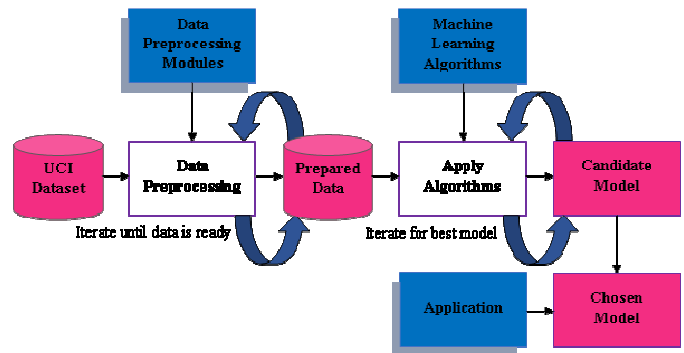 Data
Preprocessing
Modules
Machine
Learning
Algorithms
UCI
Dataset
Data
Preprocessing
Prepared
Data
Apply
Algorithms
Candidate
Model
Iterate until data is ready
Iterate for best model
Application
Chosen
Model